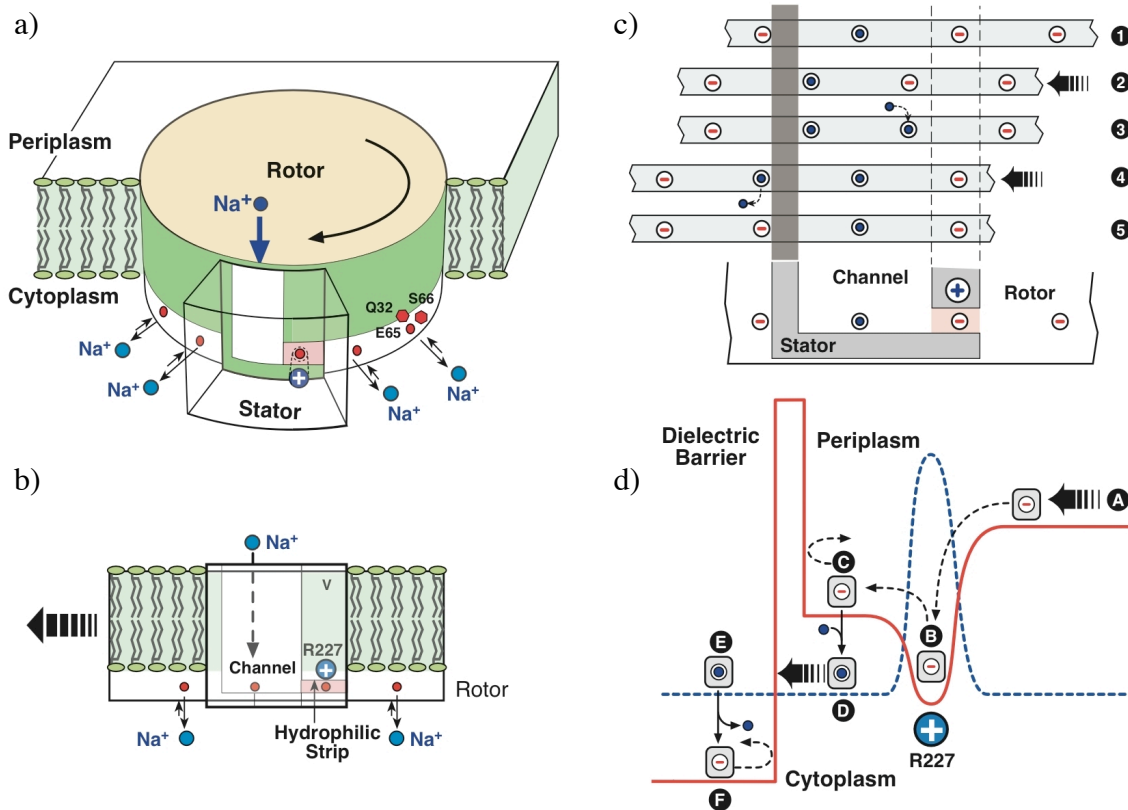 a)
Periplasm
Rotor
Na⁺
Cytoplasm
Q32
S66
E65
Na⁺
Na⁺
Na⁺
Na⁺
+
Stator
b)
Na⁺
V
R227
+
Channel
Rotor
Na⁺
Hydrophilic
Strip
Na⁺
c)
1
2
3
4
5
Channel
+
Rotor
Stator
d)
Dielectric
Barrier
Periplasm
A
C
B
E
D
+
R227
F
Cytoplasm